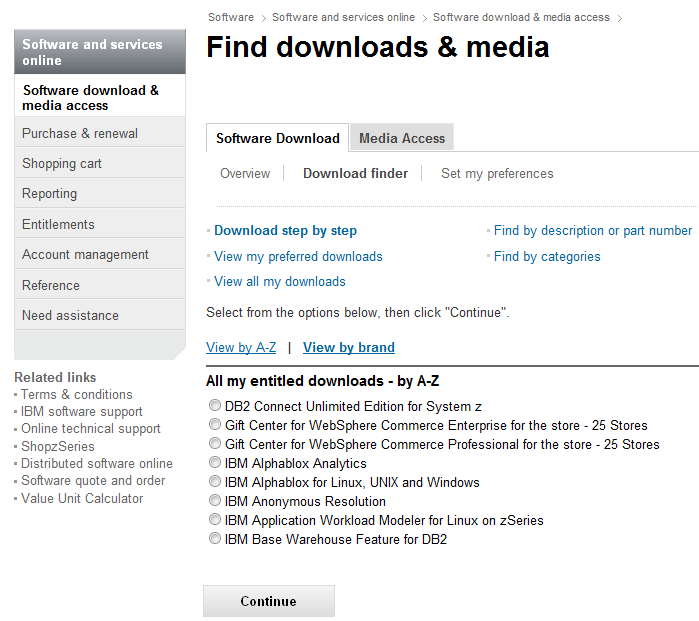 Software > Software and services online > Software download & media access >
Software and services
online
Software download &
media access
Purchase & renewal
Shopping cart
Reporting
Entitlements
Account management
Reference
Need assistance
Related links
Terms & conditions
IBM software support
Online technical support
ShopzSeries
Distributed software online
Software quote and order
Value Unit Calculator
Find downloads & media
Software Download Media Access
Overview | Download finder | Set my preferences
Download step by step
Find by description or part number
View my preferred downloads
Find by categories
View all my downloads
Select from the options below, then click "Continue".
View by A-Z | View by brand
All my entitled downloads - by A-Z
DB2 Connect Unlimited Edition for System z
Gift Center for WebSphere Commerce Enterprise for the store - 25 Stores
Gift Center for WebSphere Commerce Professional for the store - 25 Stores
IBM Alphablox Analytics
IBM Alphablox for Linux, UNIX and Windows
IBM Anonymous Resolution
IBM Application Workload Modeler for Linux on zSeries
IBM Base Warehouse Feature for DB2
Continue